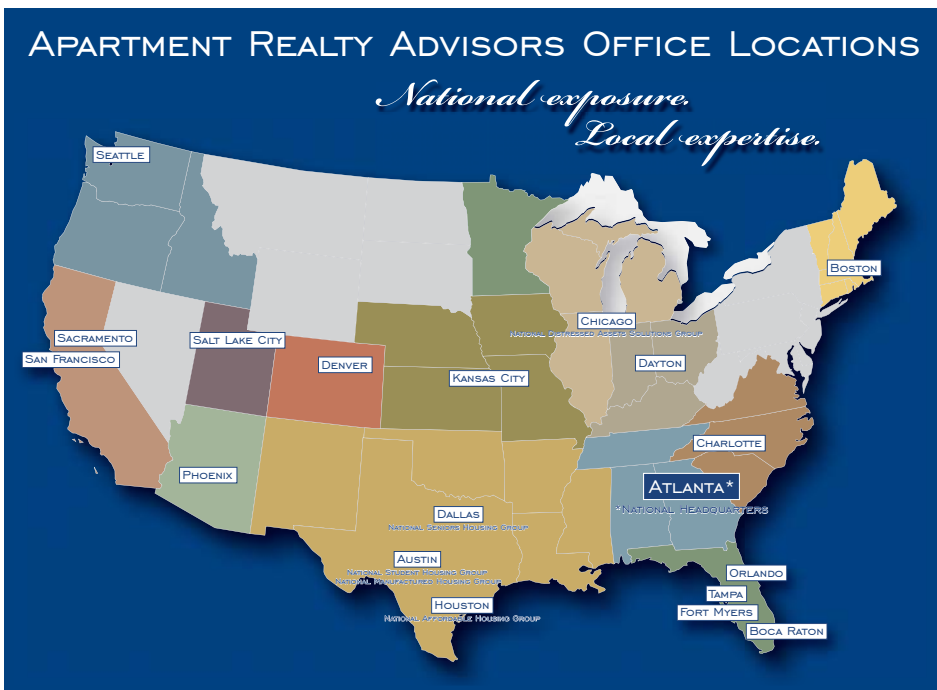 Apartment Realty Advisors Office Locations
National exposure.
Local expertise.
Seattle
Boston
Chicago
National Distressed Assets Solutions Group
Sacramento
Salt Lake City
San Francisco
Denver
Dayton
Kansas City
Charlotte
Phoenix
Atlanta*
*National Headquarters
Dallas
National Seniors Housing Group
Austin
National Student Housing Group
National Manufactured Housing Group
Orlando
Tampa
Houston
Fort Myers
National Affordable Housing Group
Boca Raton